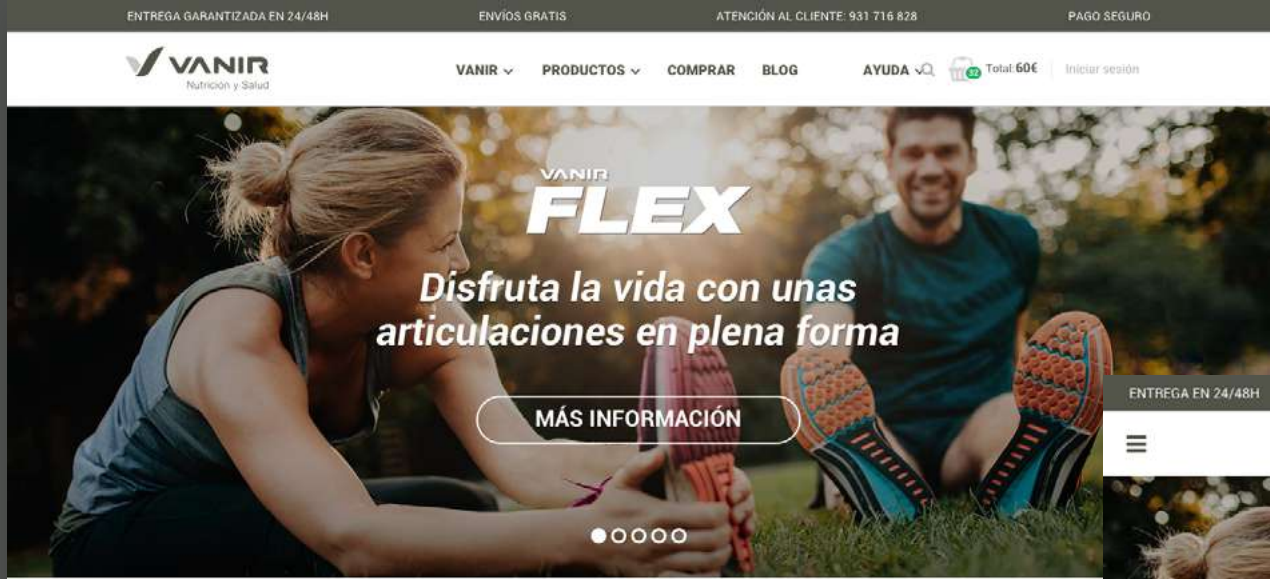 ENTREGA GARANTIZADA EN 24/48H ENVÍOS GRATIS ATENCIÓN AL CLIENTE: 931 716 828 PAGO SEGURO
VANIR
Nutrición y Salud
VANIR PRODUCTOS COMPRAR BLOG AYUDA 32 Total: 60€ Iniciar sesión
VANIR
FLEX
Disfruta la vida con unas
articulaciones en plena forma
MÁS INFORMACIÓN
ENTREGA EN 24/48H